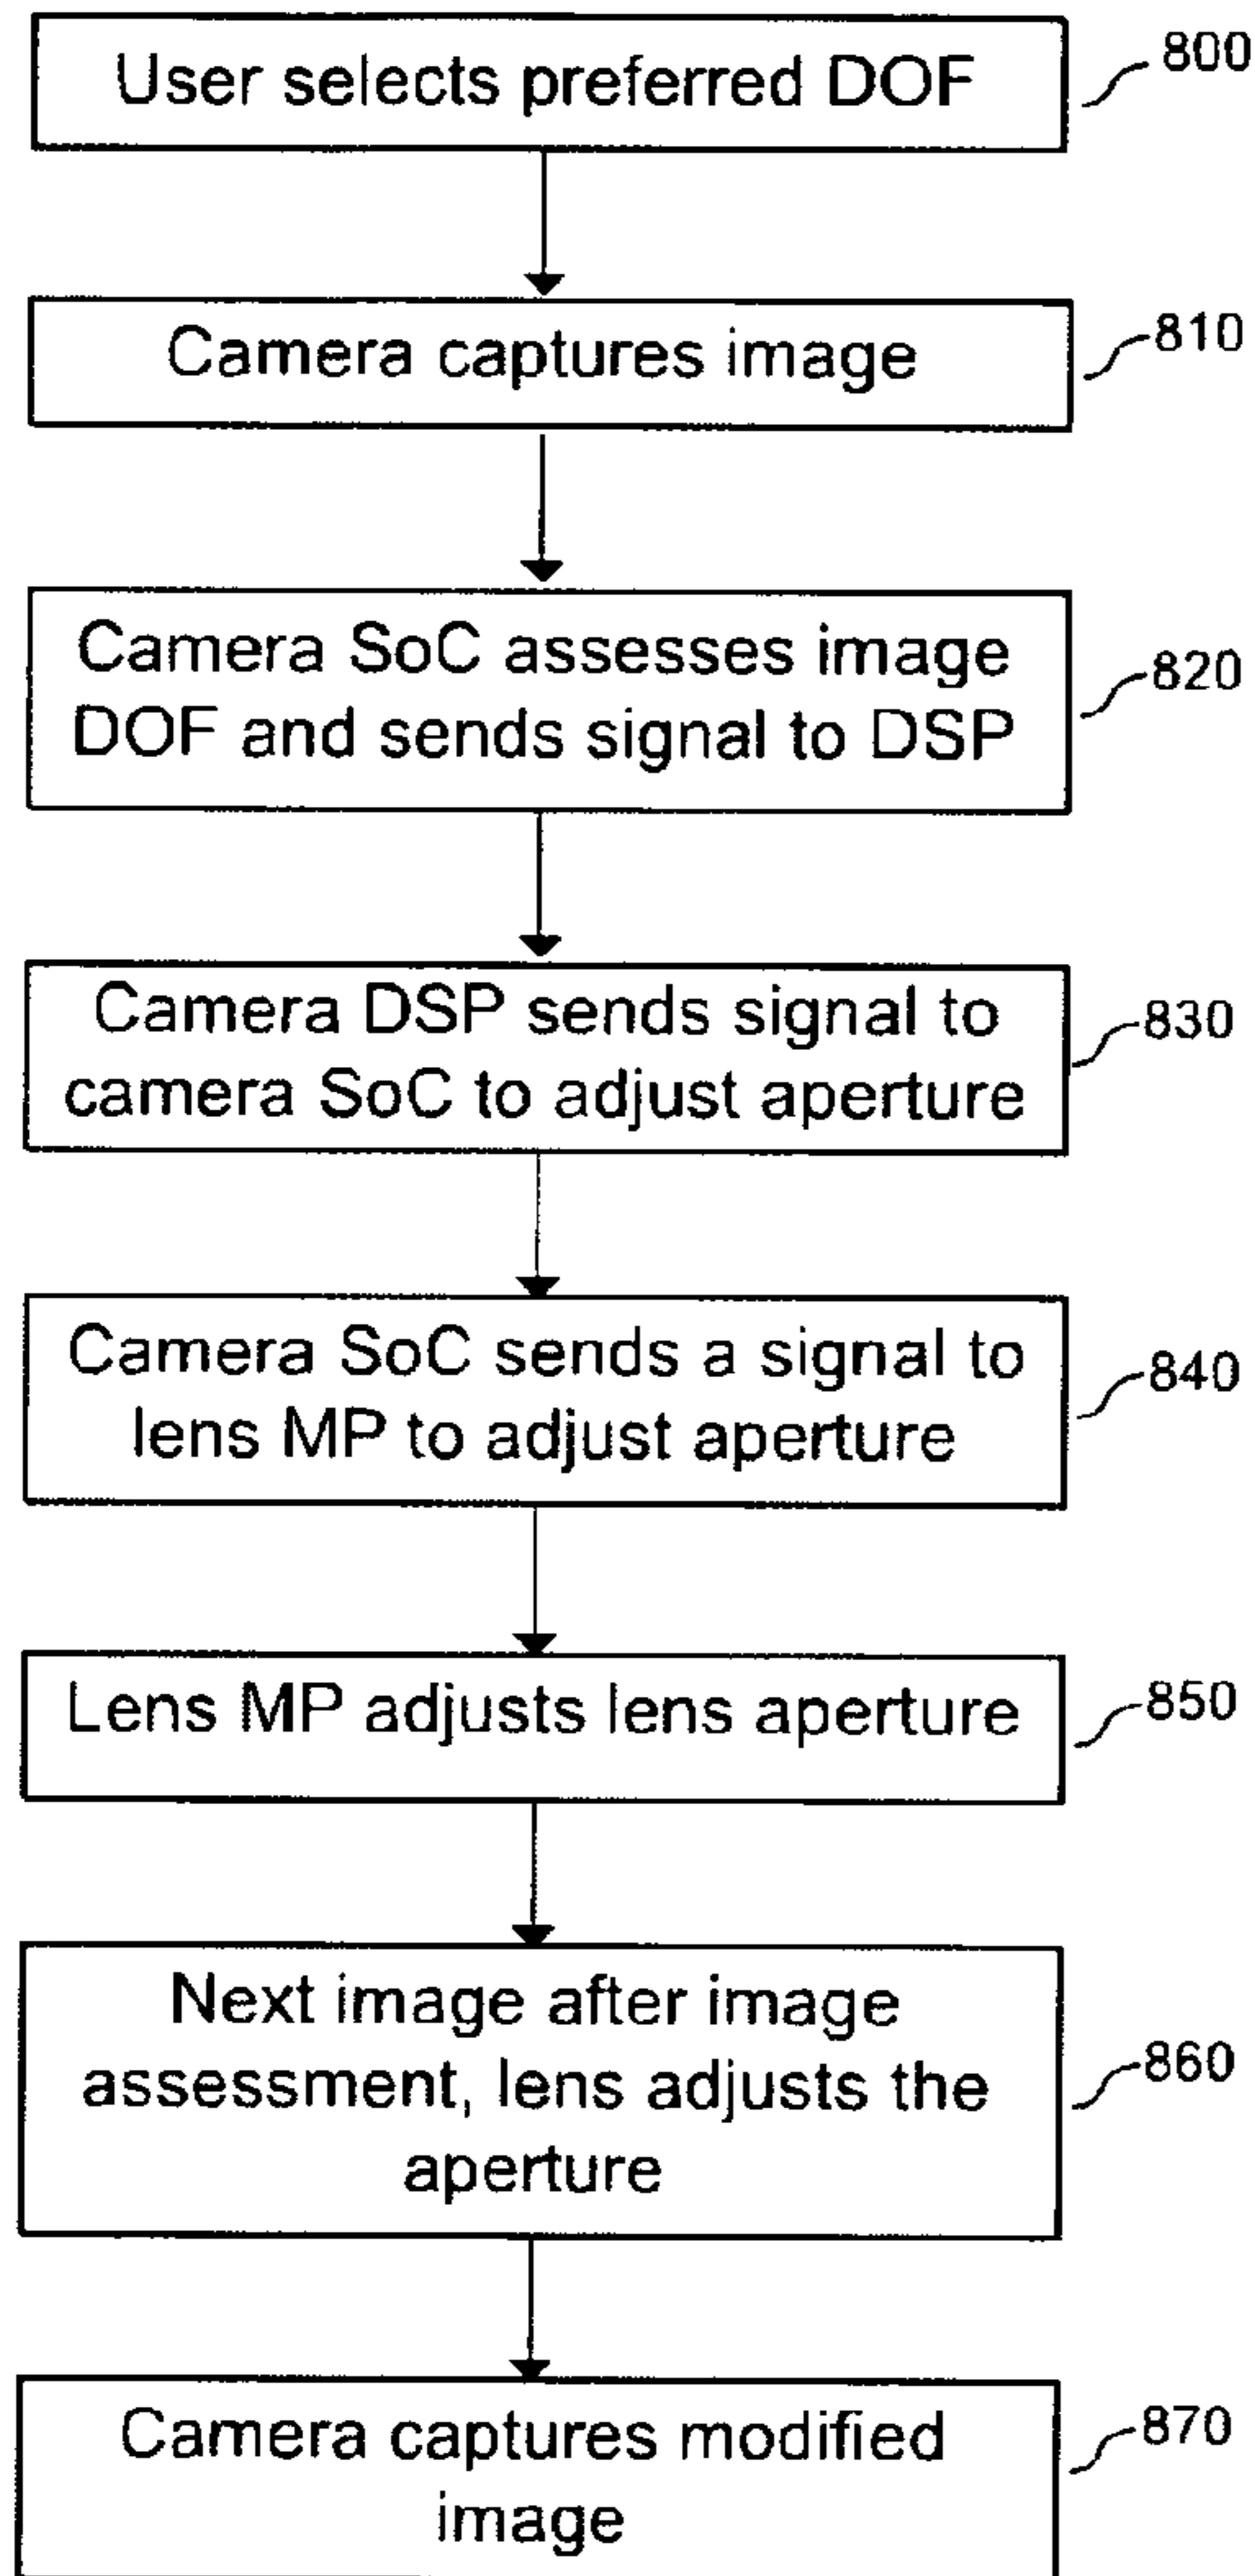 User selects preferred DOF
800
Camera captures image
810
Camera SoC assesses image
DOF and sends signal to DSP
820
Camera DSP sends signal to
camera SoC to adjust aperture
830
Camera SoC sends a signal to
lens MP to adjust aperture
840
Lens MP adjusts lens aperture
850
Next image after image
assessment, lens adjusts the
aperture
860
Camera captures modified
image
870